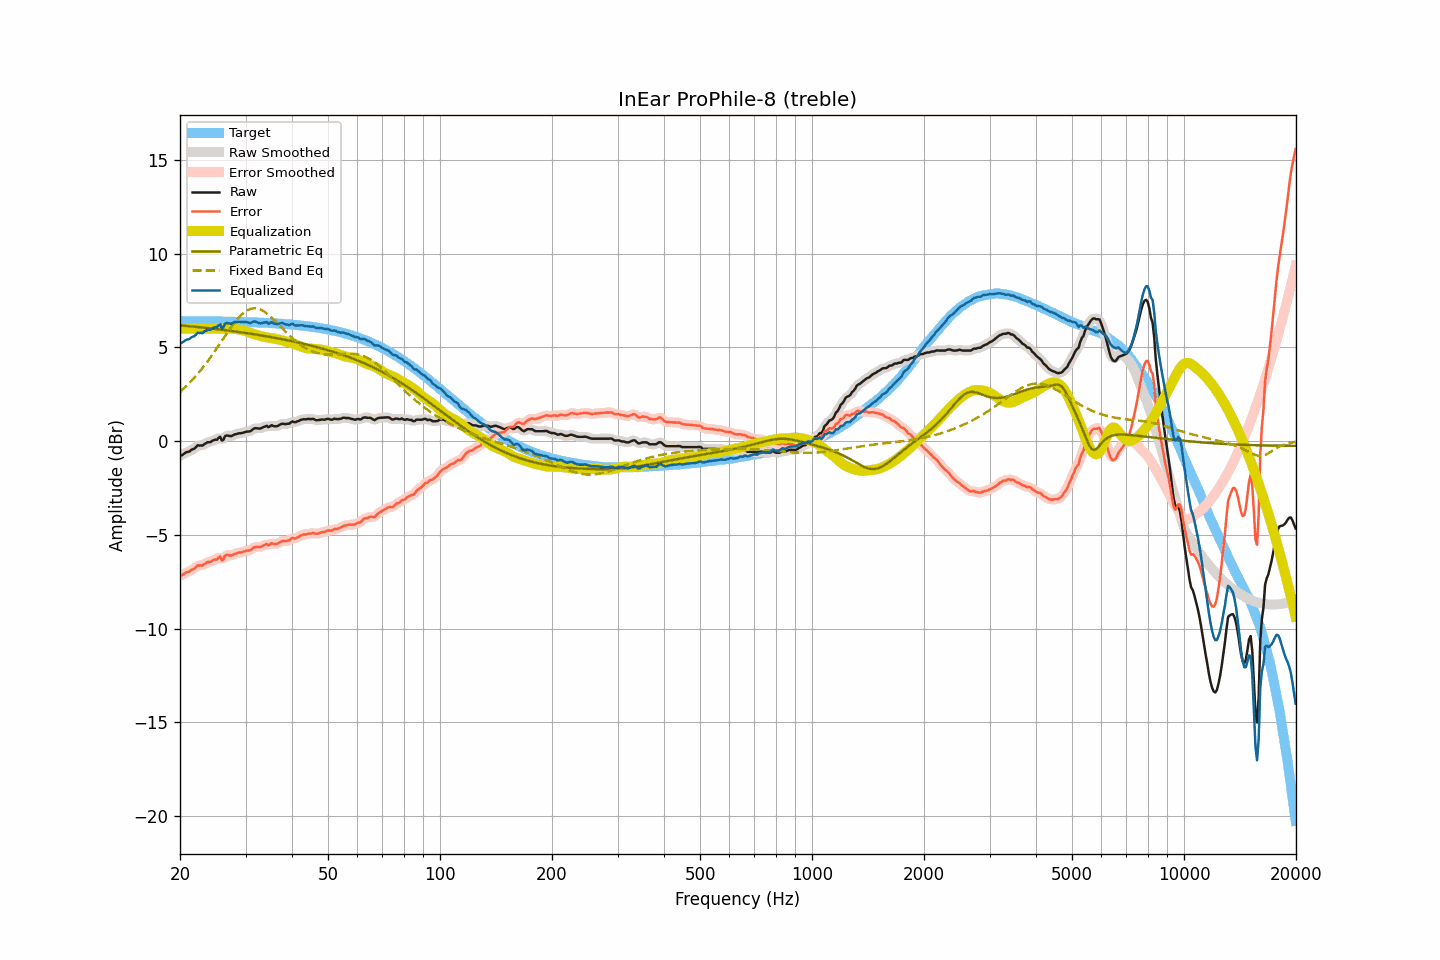 InEar ProPhile-8 (treble)
Target
Raw Smoothed
Error Smoothed
Raw
Error
Equalization
Parametric Eq
Fixed Band Eq
Equalized
15
10
5
0
−5
−10
−15
−20
Amplitude (dBr)
20 50 100 200 500 1000 2000 5000 10000 20000
Frequency (Hz)